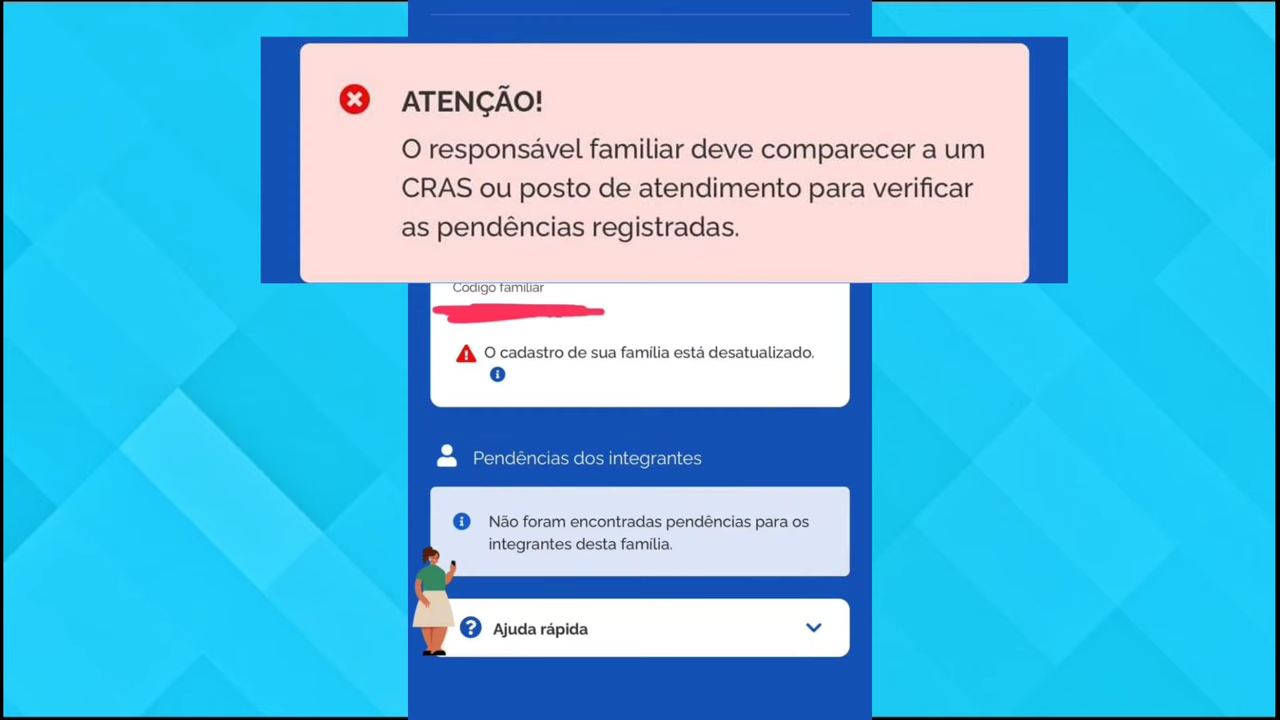 ATENÇÃO!
O responsável familiar deve comparecer a um
CRAS ou posto de atendimento para verificar
as pendências registradas.
Código familiar
O cadastro de sua família está desatualizado.
Pendências dos integrantes
Não foram encontradas pendências para os
integrantes desta família.
Ajuda rápida